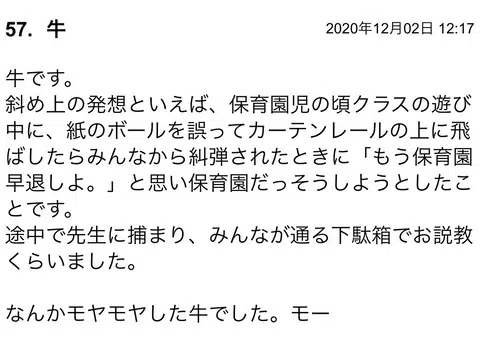 57. 牛 2020年12月02日 12:17
牛です。
斜め上の発想といえば、保育園児の頃クラスの遊び
中に、紙のボールを誤ってカーテンレールの上に飛
ばしたらみんなから糾弾されたときに「もう保育園
早退しよ。」と思い保育園だっそうしようとしたこ
とです。
途中で先生に捕まり、みんなが通る下駄箱でお説教
くらいました。
なんかモヤモヤした牛でした。モー